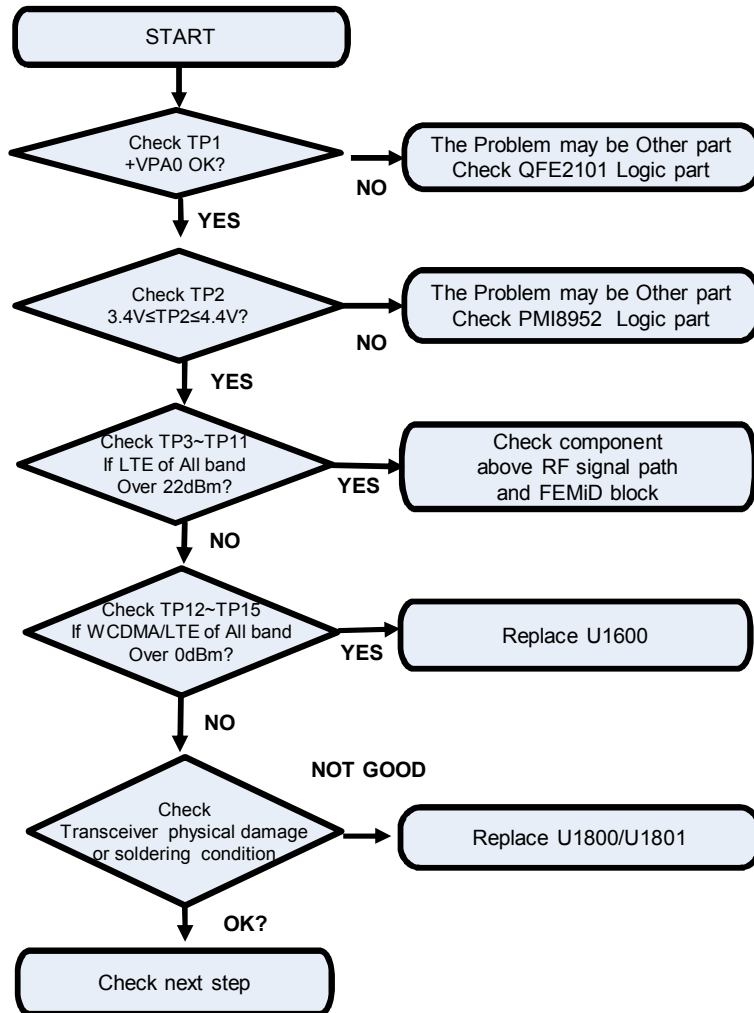 START
Check TP1
+VPA0 OK?
NO
The Problem may be Other part
Check QFE2101 Logic part
YES
Check TP2
3.4V≤TP2≤4.4V?
NO
The Problem may be Other part
Check PMI8952 Logic part
YES
Check TP3~TP11
If LTE of All band
Over 22dBm?
YES
Check component
above RF signal path
and FEMiD block
NO
Check TP12~TP15
If WCDMA/LTE of All band
Over 0dBm?
YES
Replace U1600
NO
NOT GOOD
Check
Transceiver physical damage
or soldering condition
Replace U1800/U1801
OK?
Check next step